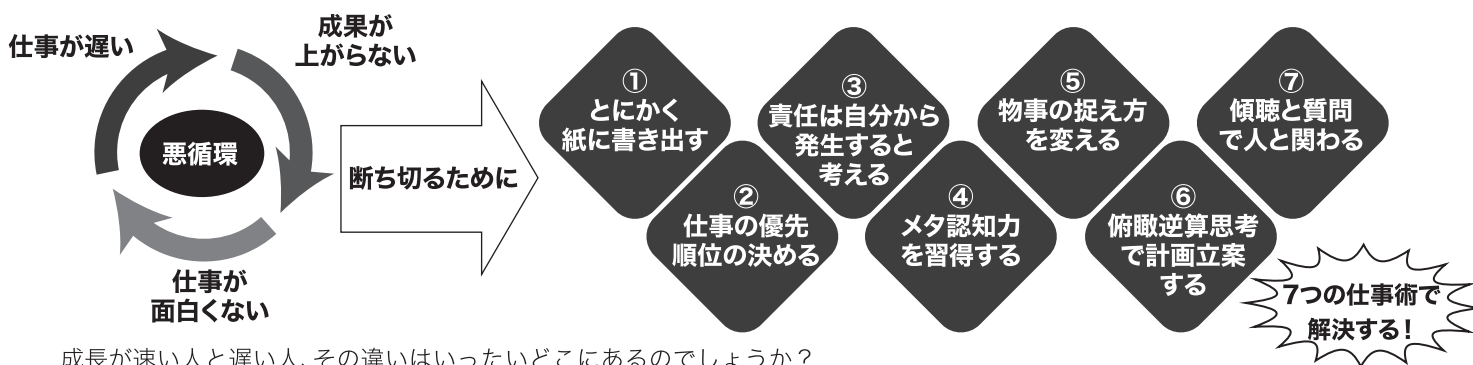 仕事が遅い
成果が
上がらない
悪循環
仕事が
面白くない
断ち切るために
①
とにかく
紙に書き出す
②
仕事の優先
順位の決める
③
責任は自分から
発生すると
考える
④
メタ認知力
を習得する
⑤
物事の捉え方
を変える
⑥
俯瞰逆算思考
で計画立案
する
⑦
傾聴と質問
で人と関わる
7つの仕事術で
解決する！
成長が速い人と遅い人、その違いはいったいどこにあるのでしょうか？